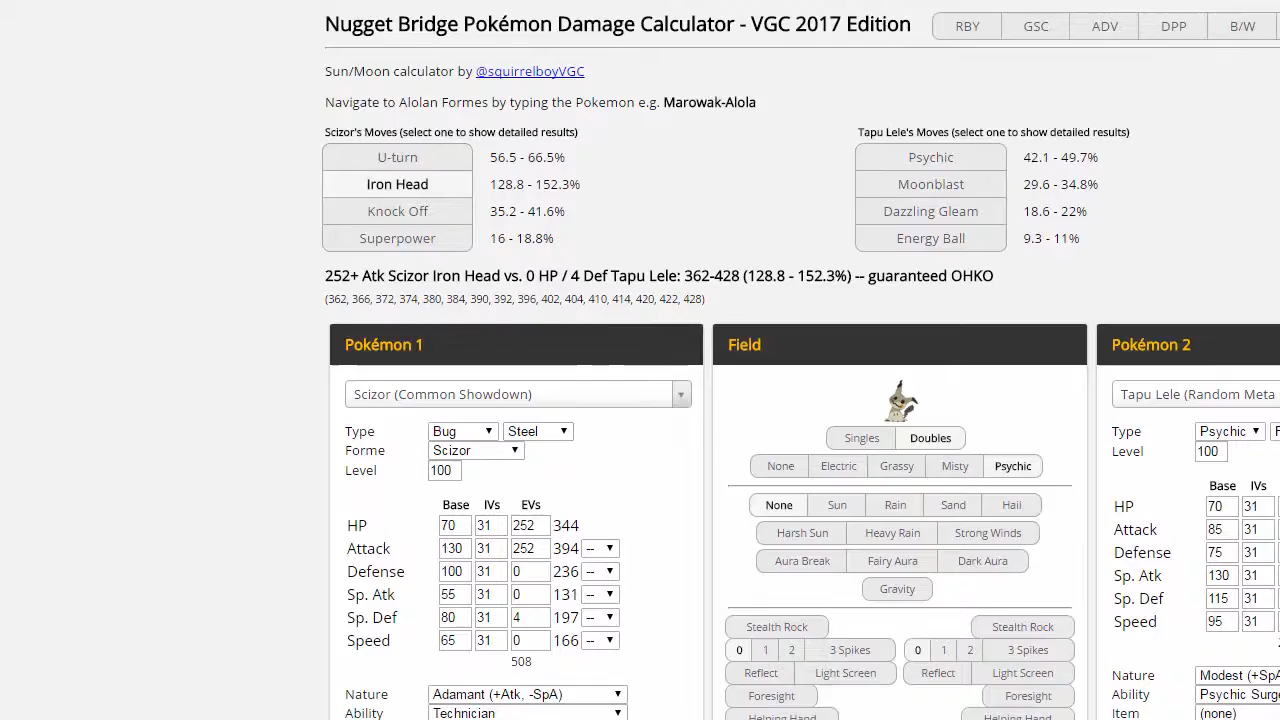 Nugget Bridge Pokémon Damage Calculator - VGC 2017 Edition RBY GSC ADV DPP B/W
Sun/Moon calculator by @squirrelboyVGC
Navigate to Alolan Formes by typing the Pokemon e.g. Marowak-Alola
Scizor's Moves (select one to show detailed results) Tapu Lele's Moves (select one to show detailed results)
U-turn 56.5 - 66.5% Psychic 42.1 - 49.7%
Iron Head 128.8 - 152.3% Moonblast 29.6 - 34.8%
Knock Off 35.2 - 41.6% Dazzling Gleam 18.6 - 22%
Superpower 16 - 18.8% Energy Ball 9.3 - 11%
252+ Atk Scizor Iron Head vs. 0 HP / 4 Def Tapu Lele: 362-428 (128.8 - 152.3%) -- guaranteed OHKO
(362, 366, 372, 374, 380, 384, 390, 392, 396, 402, 404, 410, 414, 420, 422, 428)
Pokémon 1
Scizor (Common Showdown)
Type Bug Steel
Forme Scizor
Level 100
Base IVs EVs
HP 70 31 252 344
Attack 130 31 252 394 --
Defense 100 31 0 236 --
Sp. Atk 55 31 0 131 --
Sp. Def 80 31 4 197 --
Speed 65 31 0 166 --
508
Nature Adamant (+Atk, -SpA)
Ability Technician
Field
Singles Doubles
None Electric Grassy Misty Psychic
None Sun Rain Sand Hail
Harsh Sun Heavy Rain Strong Winds
Aura Break Fairy Aura Dark Aura
Gravity
Stealth Rock Stealth Rock
0 1 2 3 Spikes 0 1 2 3 Spikes
Reflect Light Screen Reflect Light Screen
Foresight Foresight
Helping Hand Helping Hand
Pokémon 2
Tapu Lele (Random Meta
Type Psychic F
Level 100
Base IVs
HP 70 31
Attack 85 31
Defense 75 31
Sp. Atk 130 31
Sp. Def 115 31
Speed 95 31
Nature Modest (+SpA
Ability Psychic Surg
Item (none)